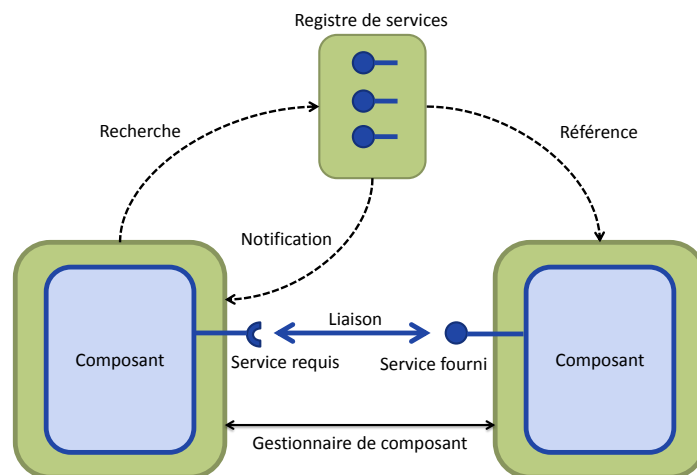 Registre de services
Recherche
Référence
Notification
Liaison
Composant
Service requis
Service fourni
Composant
Gestionnaire de composant